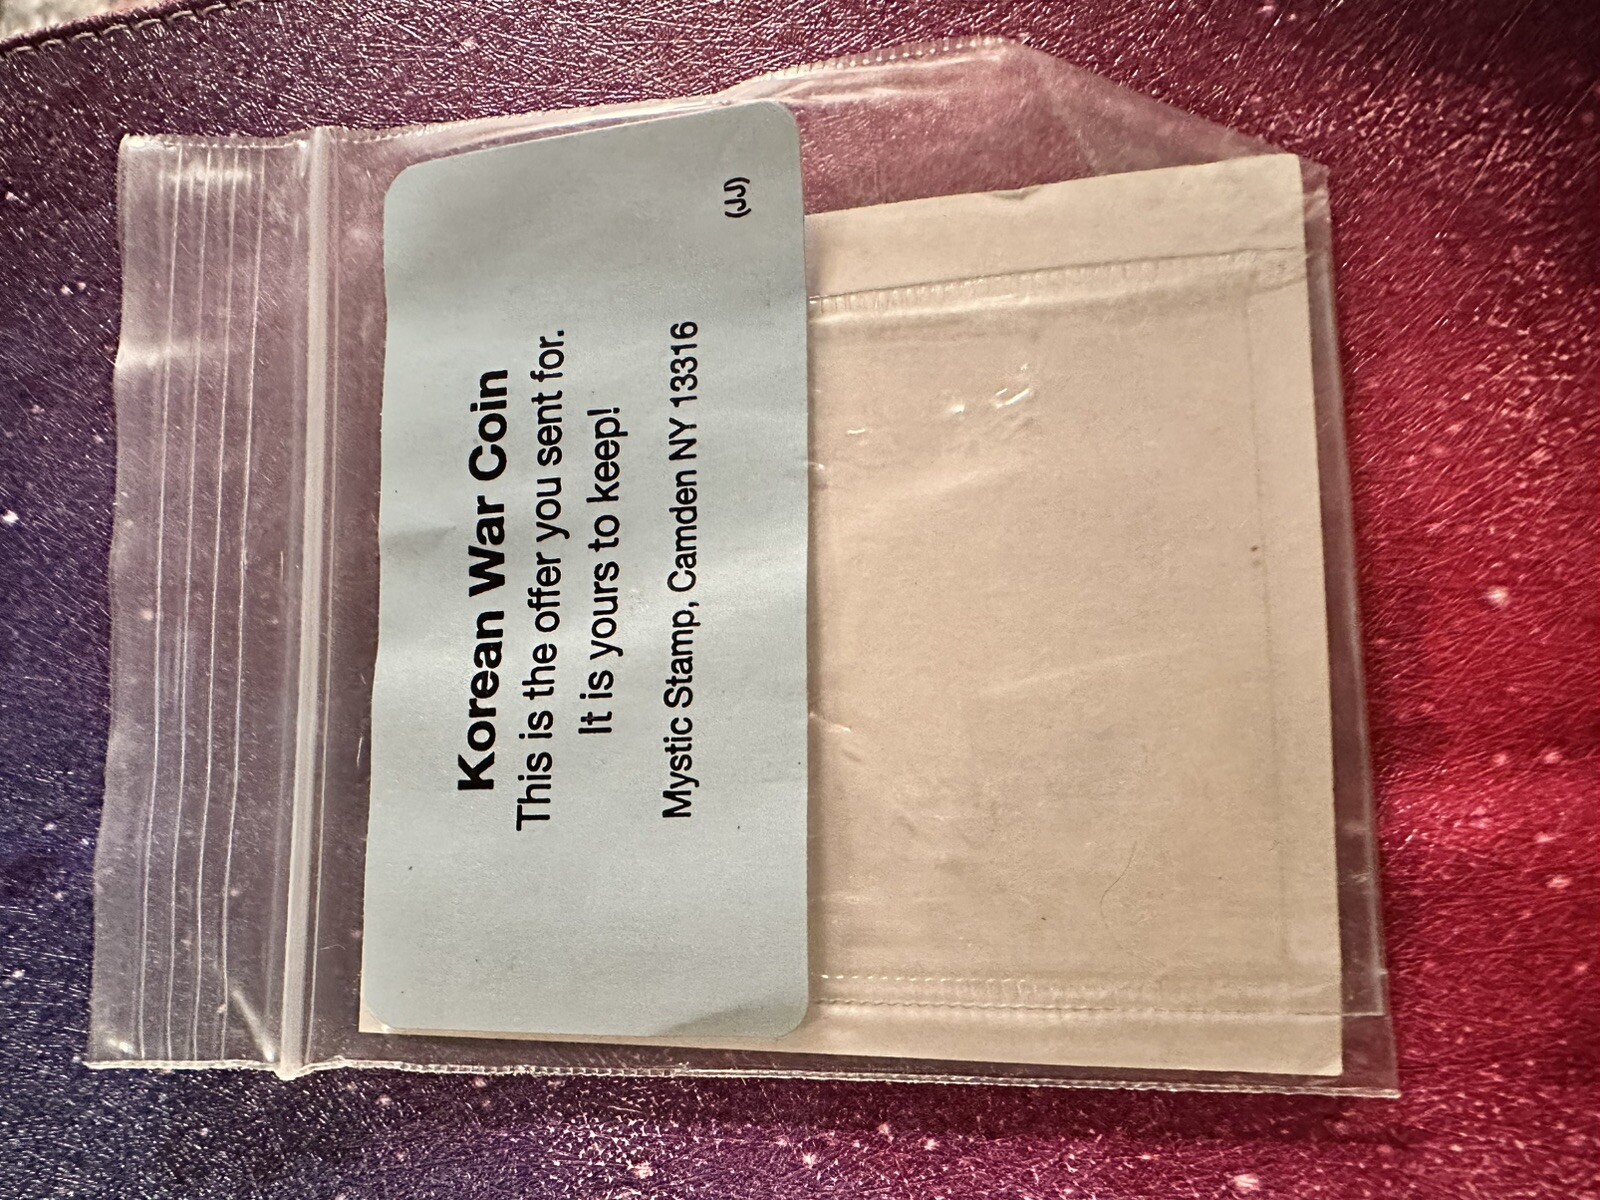 Korean War Coin
This is the offer you sent for.
It is yours to keep!
Mystic Stamp, Camden NY 13316
(JJ)